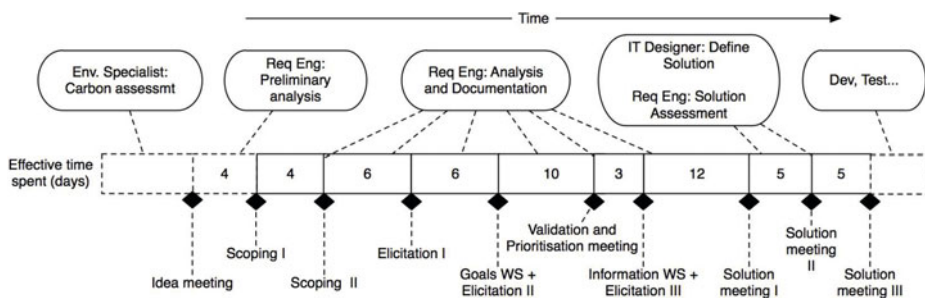 Time
Env. Specialist:
Carbon assessmt
Req Eng:
Preliminary
analysis
Req Eng: Analysis
and Documentation
IT Designer: Define
Solution
Req Eng: Solution
Assessment
Dev, Test...
Effective time
spent (days)
4
4
6
6
10
3
12
5
5
Idea meeting
Scoping I
Scoping II
Elicitation I
Goals WS +
Elicitation II
Validation and
Prioritisation meeting
Information WS +
Elicitation III
Solution
meeting I
Solution
meeting
II
Solution
meeting III